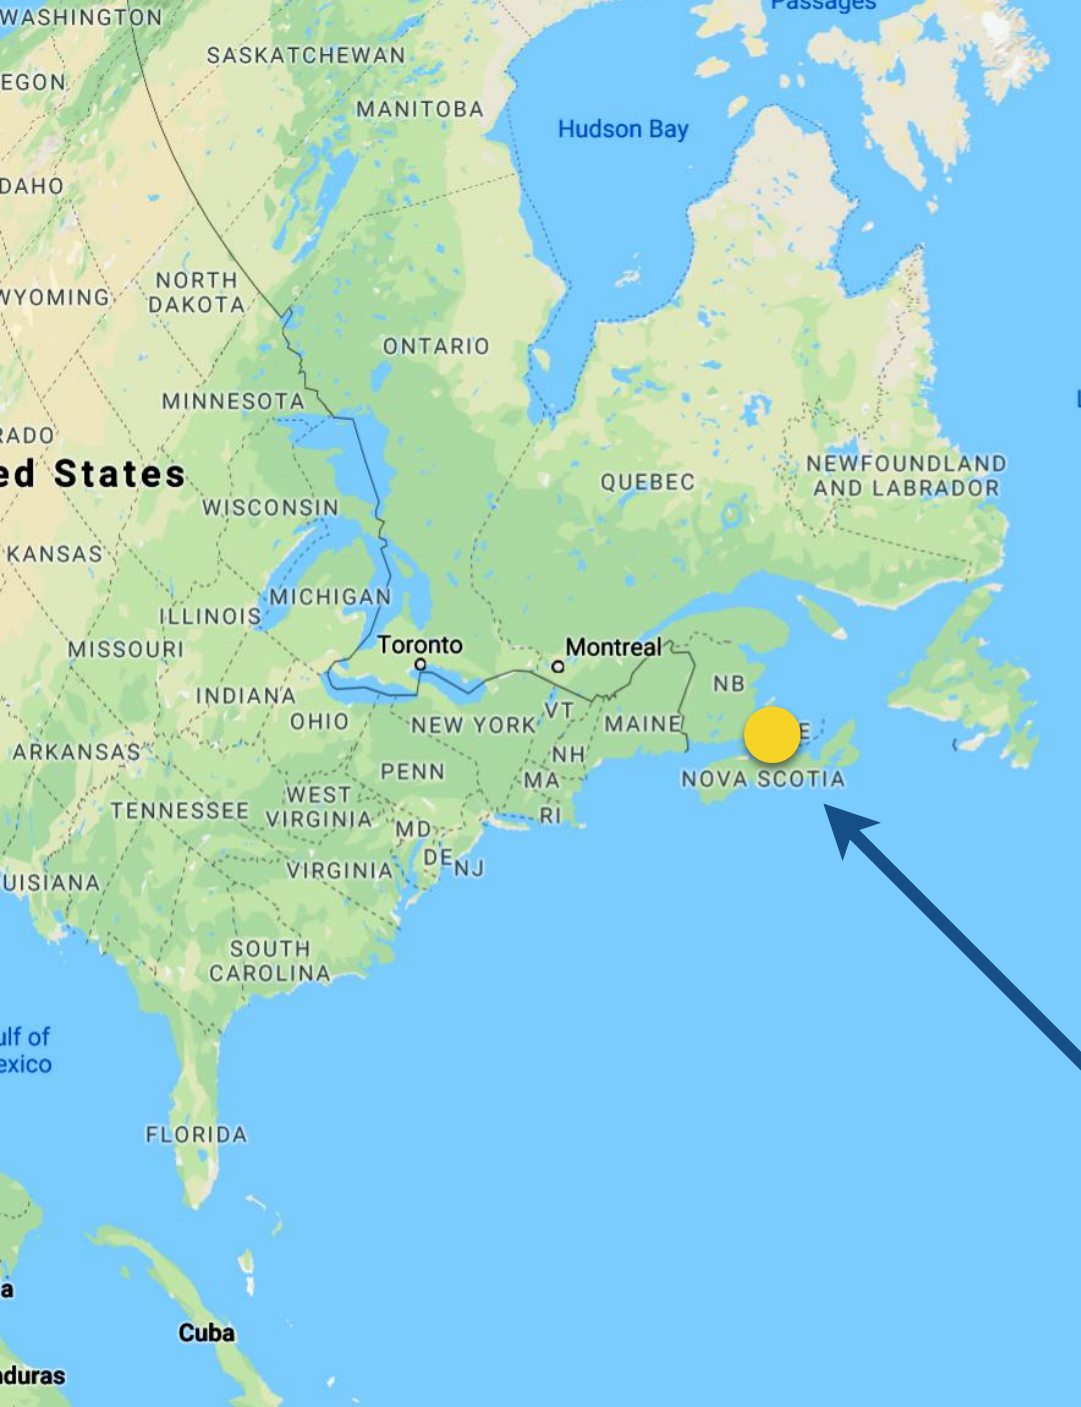 Passages
WASHINGTON
SASKATCHEWAN
EGON
MANITOBA
Hudson Bay
DAHO
NORTH
DAKOTA
WYOMING
ONTARIO
MINNESOTA
RADO
ed States
QUEBEC
NEWFOUNDLAND
AND LABRADOR
WISCONSIN
KANSAS
MICHIGAN
ILLINOIS
Toronto
Montreal
MISSOURI
NB
INDIANA
OHIO
NEW YORK
VT
MAINE
E
ARKANSAS
NH
PENN
MA
NOVA SCOTIA
WEST
VIRGINIA
TENNESSEE
RI
MD
DE
NJ
VIRGINIA
UISIANA
SOUTH
CAROLINA
ulf of
exico
FLORIDA
a
Cuba
nduras